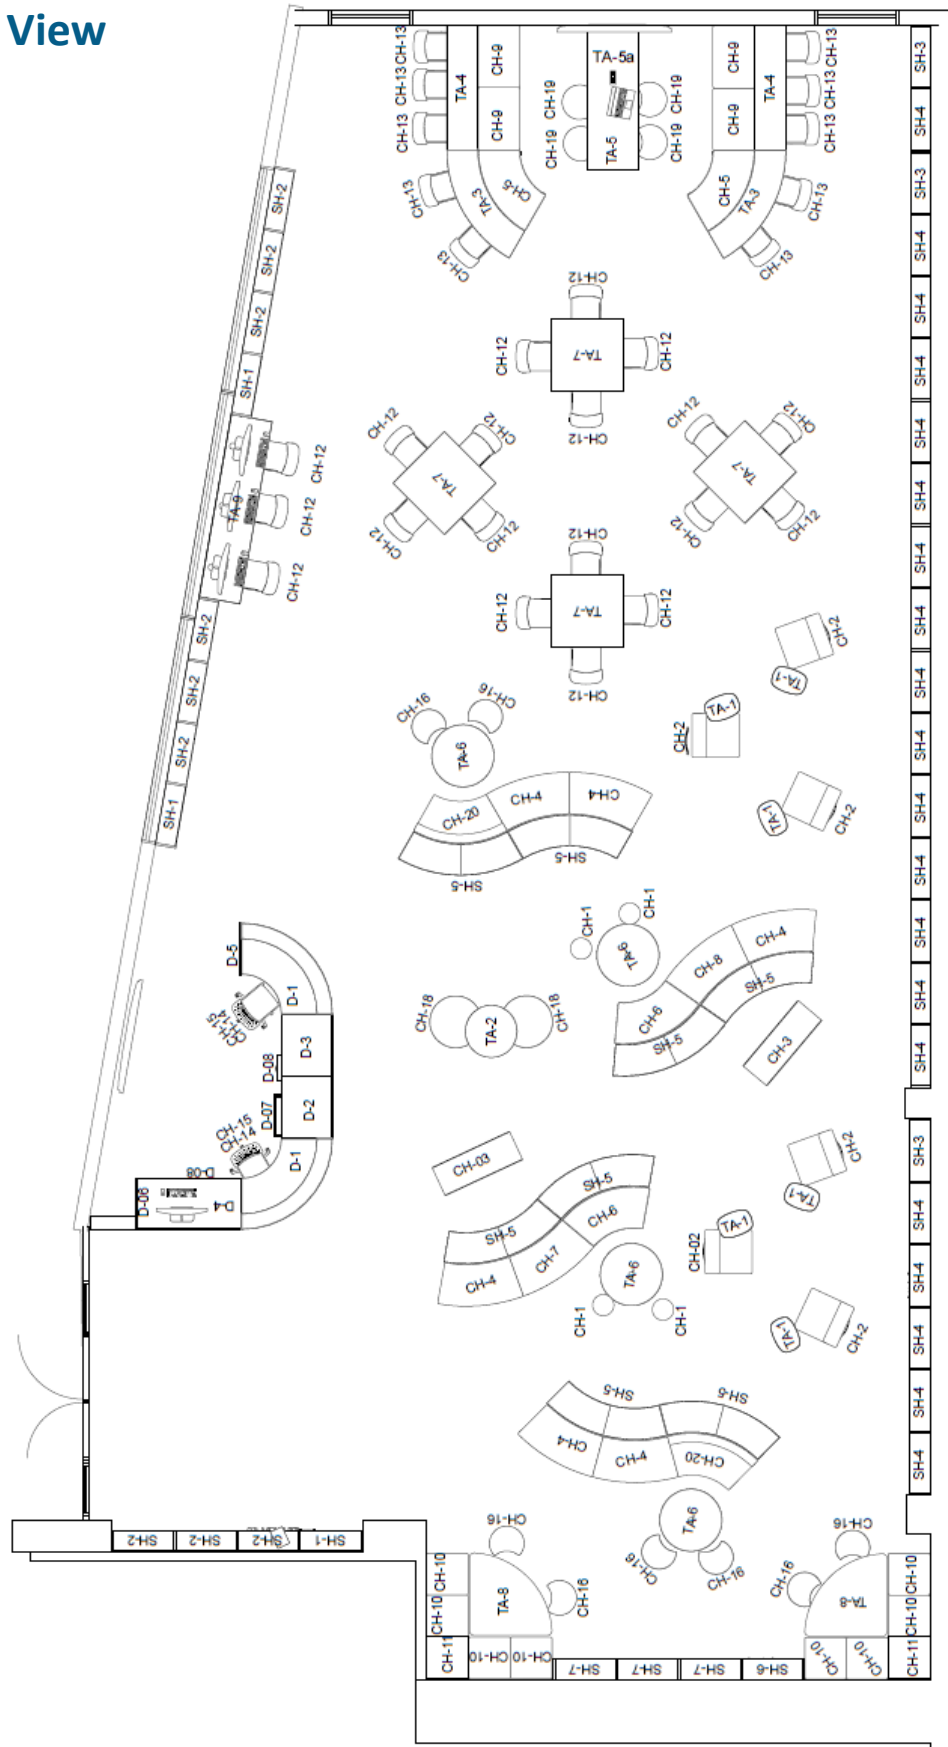 View
CH-13
CH-13
CH-13
TA-4
CH-9
CH-9
CH-13
CH-13
TA-3
CH-5
TA-5a
TA-5
CH-19
CH-19
CH-19
CH-19
CH-9
CH-9
TA-4
CH-13
CH-13
CH-13
CH-5
TA-3
CH-13
CH-13
SH-3
SH-4
SH-3
SH-4
SH-4
SH-4
SH-4
SH-4
SH-4
SH-4
SH-4
SH-4
SH-4
SH-4
SH-4
SH-4
SH-4
SH-2
SH-2
SH-2
SH-1
TA-9
CH-12
CH-12
CH-12
SH-2
SH-2
SH-2
SH-1
CH-12
CH-12
TA-7
CH-12
CH-12
CH-12
CH-12
TA-7
CH-12
CH-12
CH-12
CH-12
TA-7
CH-12
CH-12
CH-12
CH-12
TA-7
CH-12
CH-12
CH-2
TA-1
TA-1
CH-2
TA-1
CH-2
CH-16
CH-16
TA-6
CH-20
CH-4
CH4
SH-5
SH-5
CH-1
CH-1
TA-6
CH-6
CH-8
CH-4
SH-5
SH-5
CH-3
CH-18
TA-2
CH-18
D-5
D-1
CH-15
CH-14
D-3
D-08
D-07
D-2
CH-15
CH-14
D-1
D-08
D-06
D-4
CH-03
SH-5
SH-5
CH-4
CH-7
CH-6
TA-6
CH-1
CH-1
CH-2
TA-1
TA-1
CH-02
TA-1
CH-2
SH-3
SH-4
SH-4
SH-4
SH-4
SH-4
SH-5
SH-5
CH-4
CH-4
CH-20
TA-6
CH-16
CH-16
SH-2
SH-2
SH-2
SH-1
CH-16
CH-10
CH-10
CH-11
TA-8
CH-16
CH-10
CH-10
SH-7
SH-7
SH-7
SH-6
CH-16
CH-16
TA-8
CH-10
CH-10
CH-11
CH-10
CH-10